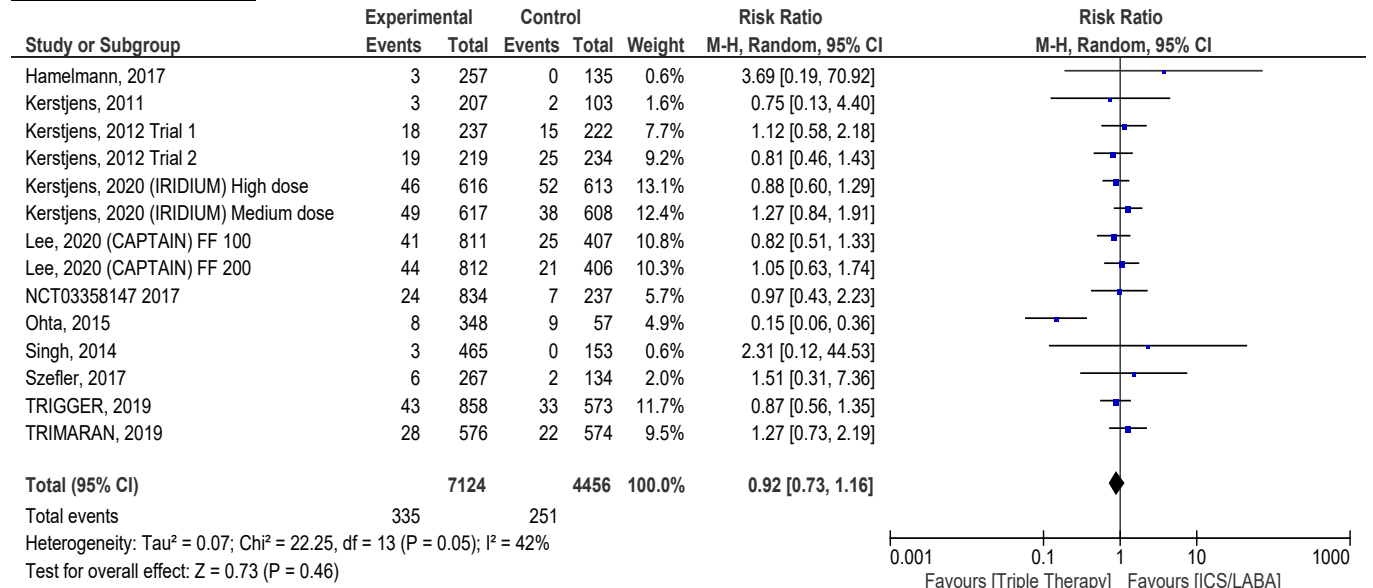 Experimental Control Risk Ratio Risk Ratio
Study or Subgroup Events Total Events Total Weight M-H, Random, 95% CI M-H, Random, 95% CI
Hamelmann, 2017 3 257 0 135 0.6% 3.69 [0.19, 70.92]
Kerstjens, 2011 3 207 2 103 1.6% 0.75 [0.13, 4.40]
Kerstjens, 2012 Trial 1 18 237 15 222 7.7% 1.12 [0.58, 2.18]
Kerstjens, 2012 Trial 2 19 219 25 234 9.2% 0.81 [0.46, 1.43]
Kerstjens, 2020 (IRIDIUM) High dose 46 616 52 613 13.1% 0.88 [0.60, 1.29]
Kerstjens, 2020 (IRIDIUM) Medium dose 49 617 38 608 12.4% 1.27 [0.84, 1.91]
Lee, 2020 (CAPTAIN) FF 100 41 811 25 407 10.8% 0.82 [0.51, 1.33]
Lee, 2020 (CAPTAIN) FF 200 44 812 21 406 10.3% 1.05 [0.63, 1.74]
NCT03358147 2017 24 834 7 237 5.7% 0.97 [0.43, 2.23]
Ohta, 2015 8 348 9 57 4.9% 0.15 [0.06, 0.36]
Singh, 2014 3 465 0 153 0.6% 2.31 [0.12, 44.53]
Szefler, 2017 6 267 2 134 2.0% 1.51 [0.31, 7.36]
TRIGGER, 2019 43 858 33 573 11.7% 0.87 [0.56, 1.35]
TRIMARAN, 2019 28 576 22 574 9.5% 1.27 [0.73, 2.19]
Total (95% CI) 7124 4456 100.0% 0.92 [0.73, 1.16]
Total events 335 251
Heterogeneity: Tau² = 0.07; Chi² = 22.25, df = 13 (P = 0.05); I² = 42%
Test for overall effect: Z = 0.73 (P = 0.46)
0.001 0.1 1 10 1000
Favours [Triple Therapy] Favours [ICS/LABA]